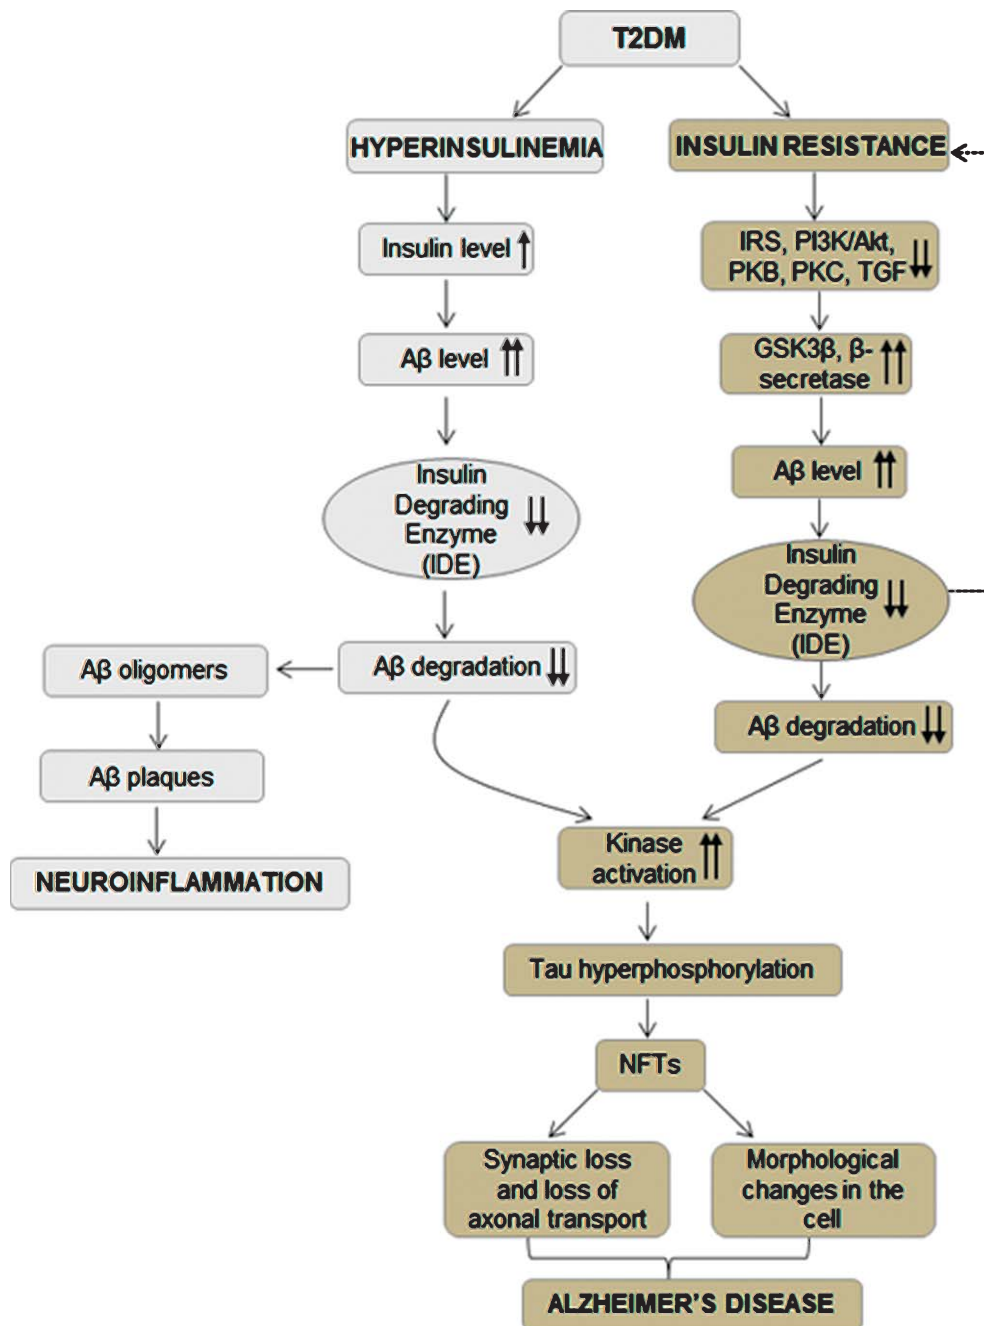 T2DM
HYPERINSULINEMIA
INSULIN RESISTANCE
Insulin level
IRS, PI3K/Akt,
PKB, PKC, TGF
Aβ level
GSK3β, β-
secretase
Insulin
Degrading
Enzyme
(IDE)
Aβ level
Insulin
Degrading
Enzyme
(IDE)
Aβ oligomers
Aβ degradation
Aβ degradation
Aβ plaques
Kinase
activation
NEUROINFLAMMATION
Tau hyperphosphorylation
NFTs
Synaptic loss
and loss of
axonal transport
Morphological
changes in the
cell
ALZHEIMER'S DISEASE